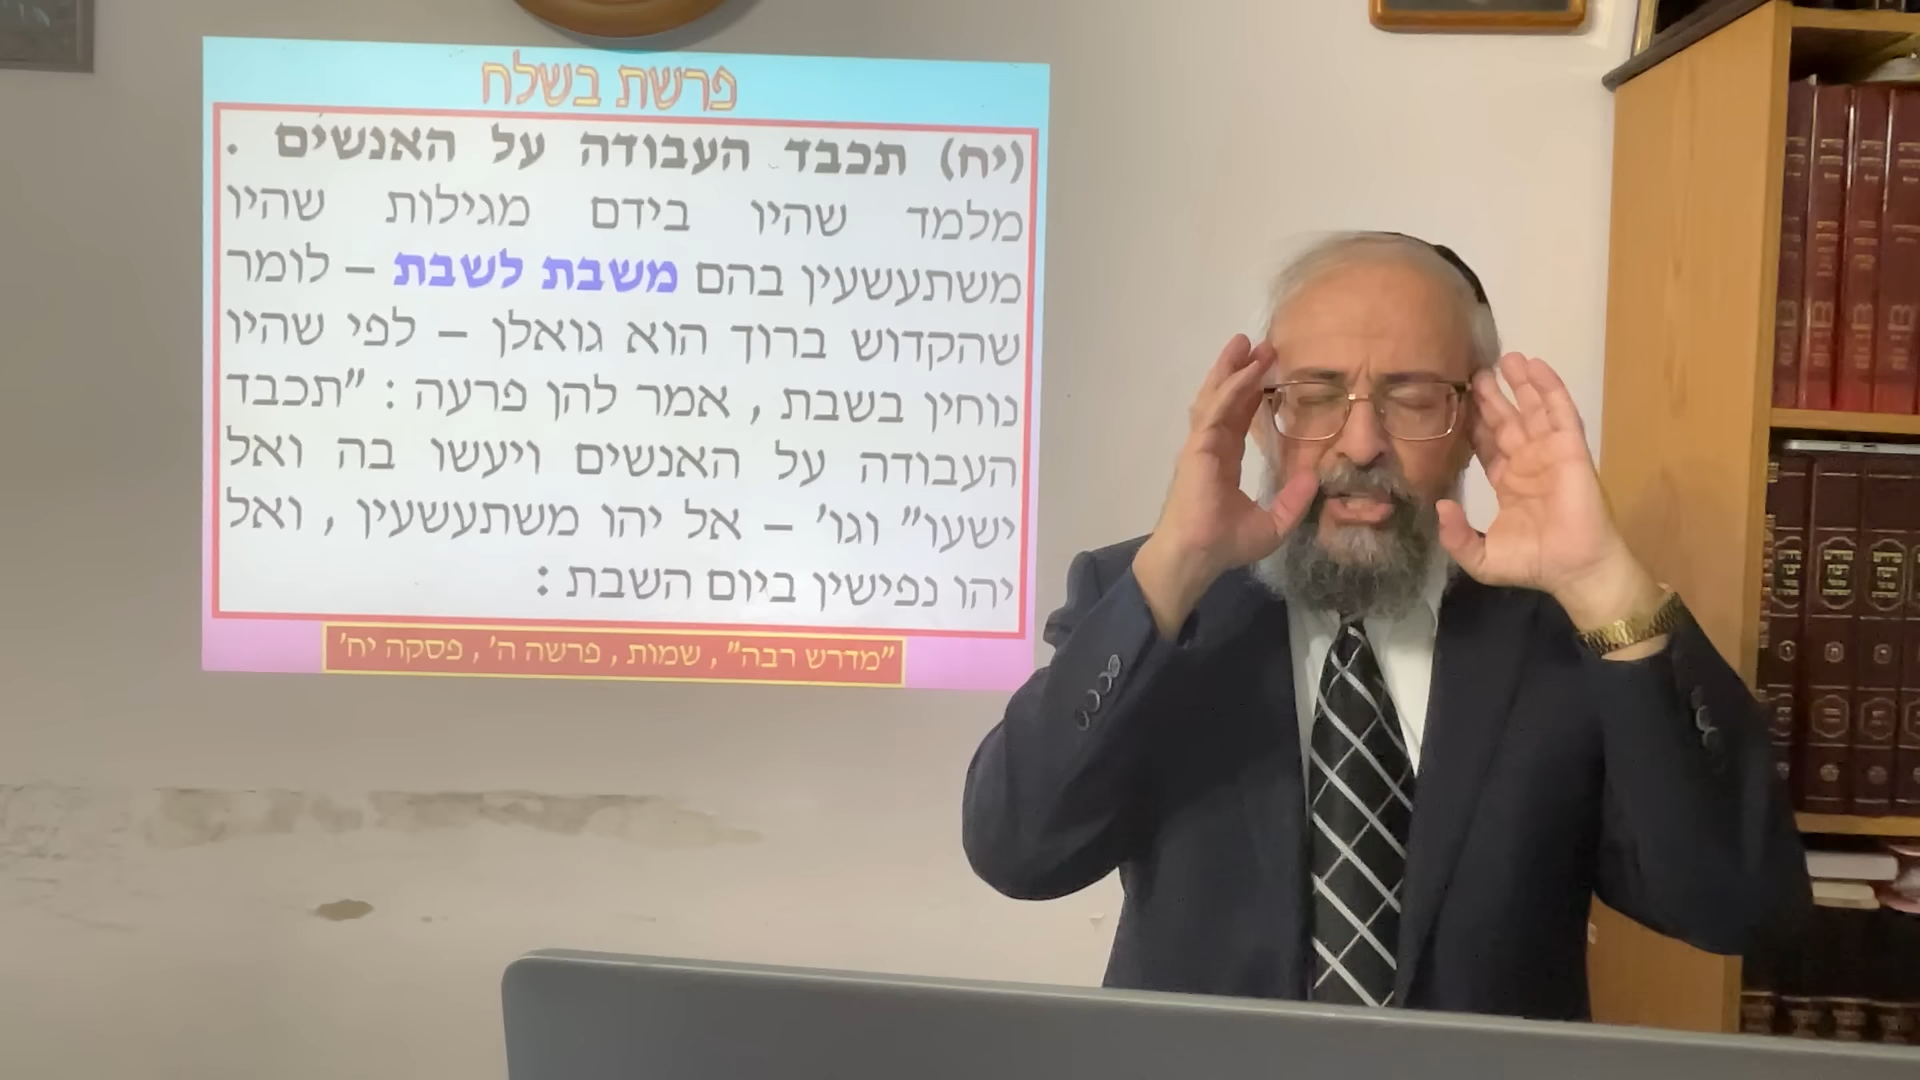 פרשת בשלח
(יח) תכבד העבודה על האנשים .
מלמד שהיו בידם מגילות שהיו
משתעשעין בהם משבת לשבת – לומר
שהקדוש ברוך הוא גואלן – לפי שהיו
נוחין בשבת , אמר להן פרעה : "תכבד
העבודה על האנשים ויעשו בה ואל
ישעו" וגו' – אל יהו משתעשעין , ואל
יהו נפישין ביום השבת :
"מדרש רבה" , שמות , פרשה ה' , פסקה יח'